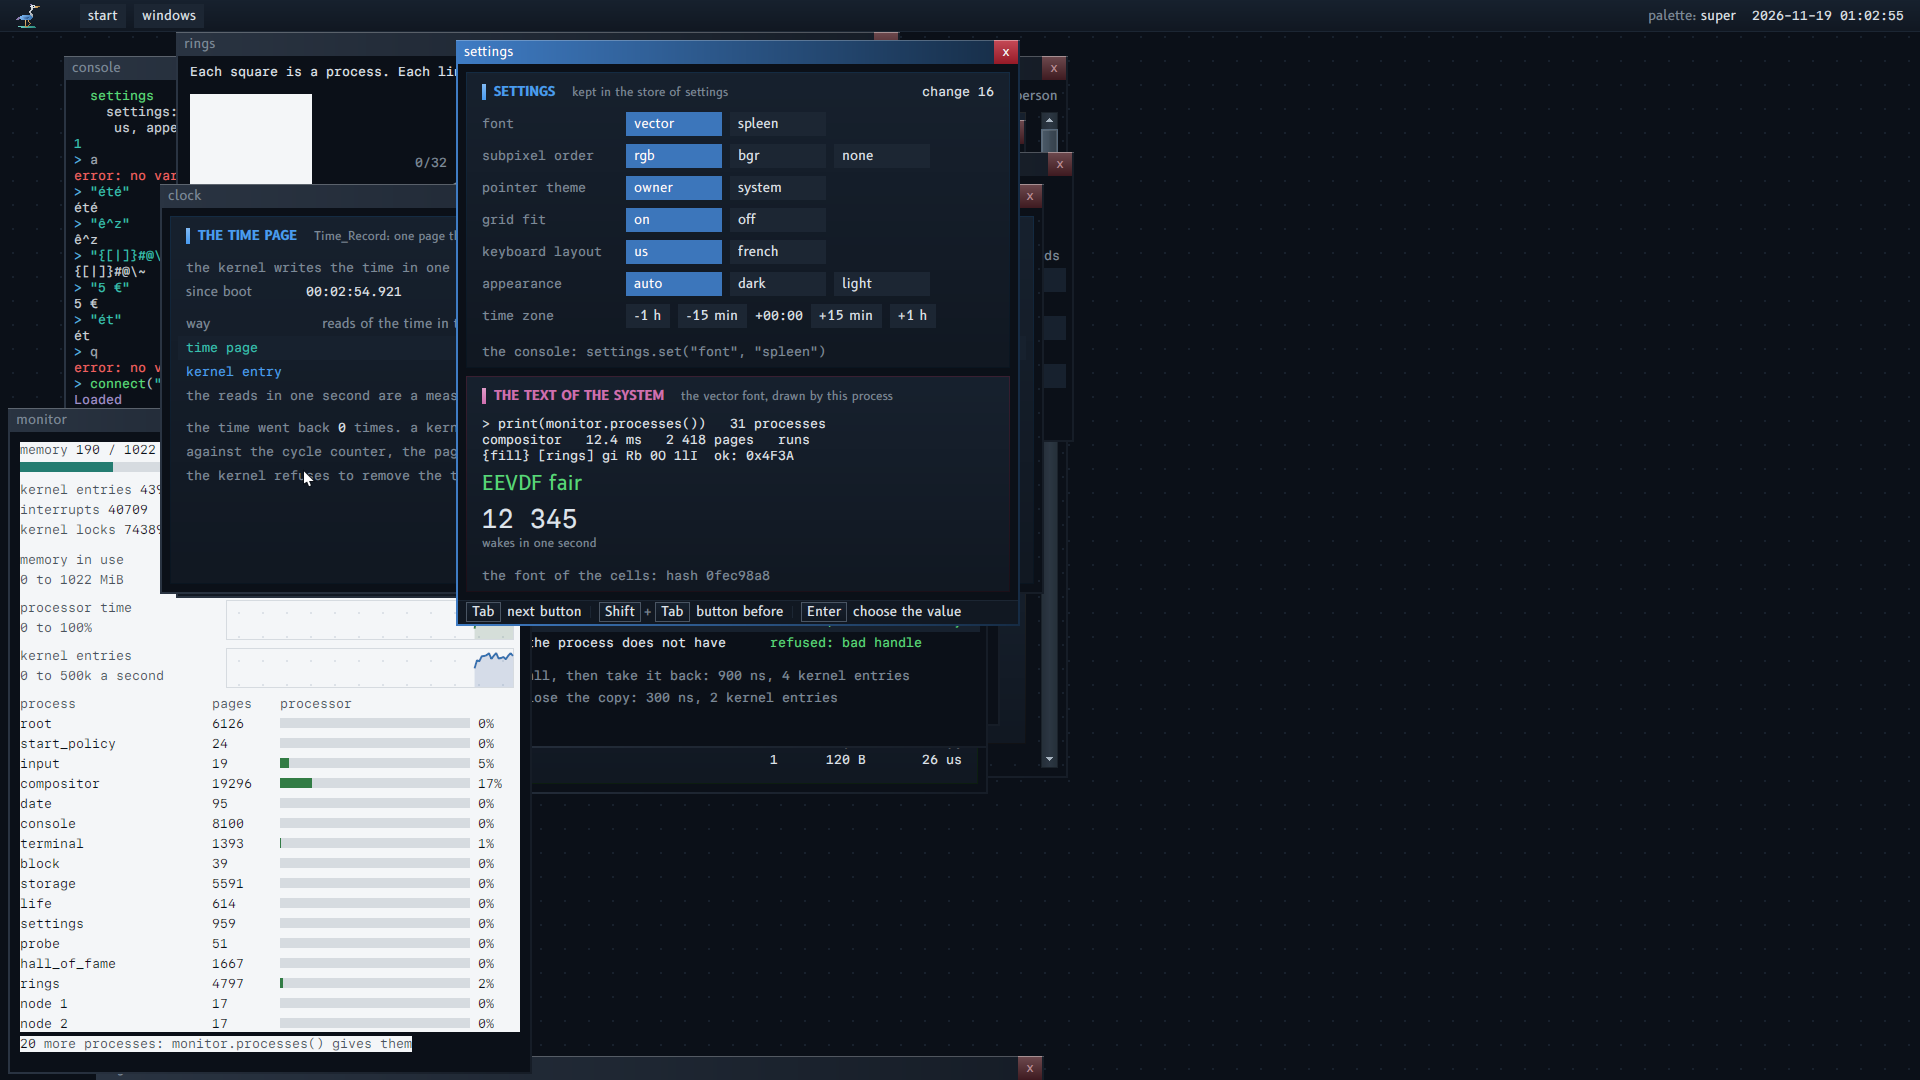 start windows palette: super 2026-11-19 01:02:55
rings
Each square is a process. Each
0/32
console
settings
settings:
us, appe
1
> a
error: no var
> "été"
été
> "ê^z"
ê^z
> "{[|]}#@\
{[|]}#@\~
> "5 €"
5 €
> "ét"
ét
> q
error: no v
> connect("
Loaded
clock x
THE TIME PAGE Time_Record: one page
the kernel writes the time in one
since boot 00:02:54.921
way reads of the time in
time page
kernel entry
the reads in one second are a
the time went back 0 times. a
against the cycle counter, the
the kernel refuses to remove the
settings x
SETTINGS kept in the store of settings change 16
font vector spleen
subpixel order rgb bgr none
pointer theme owner system
grid fit on off
keyboard layout us french
appearance auto dark light
time zone -1 h -15 min +00:00 +15 min +1 h
the console: settings.set("font", "spleen")
THE TEXT OF THE SYSTEM the vector font, drawn by this process
> print(monitor.processes()) 31 processes
compositor 12.4 ms 2 418 pages runs
{fill} [rings] gi Rb 0O 1lI ok: 0x4F3A
EEVDF fair
12 345
wakes in one second
the font of the cells: hash 0fec98a8
Tab next button Shift + Tab button before Enter choose the value
x
erson
x
ds
the process does not have refused: bad handle
all, then take it back: 900 ns, 4 kernel entries
lose the copy: 300 ns, 2 kernel entries
1 120 B 26 us
x
monitor
memory 190 / 1022
kernel entries 439
interrupts 40709
kernel locks 74389
memory in use
0 to 1022 MiB
processor time
0 to 100%
kernel entries
0 to 500k a second
process pages processor
root 6126 0%
start_policy 24 0%
input 19 5%
compositor 19296 17%
date 95 0%
console 8100 0%
terminal 1393 1%
block 39 0%
storage 5591 0%
life 614 0%
settings 959 0%
probe 51 0%
hall_of_fame 1667 0%
rings 4797 2%
node 1 17 0%
node 2 17 0%
20 more processes: monitor.processes() gives them